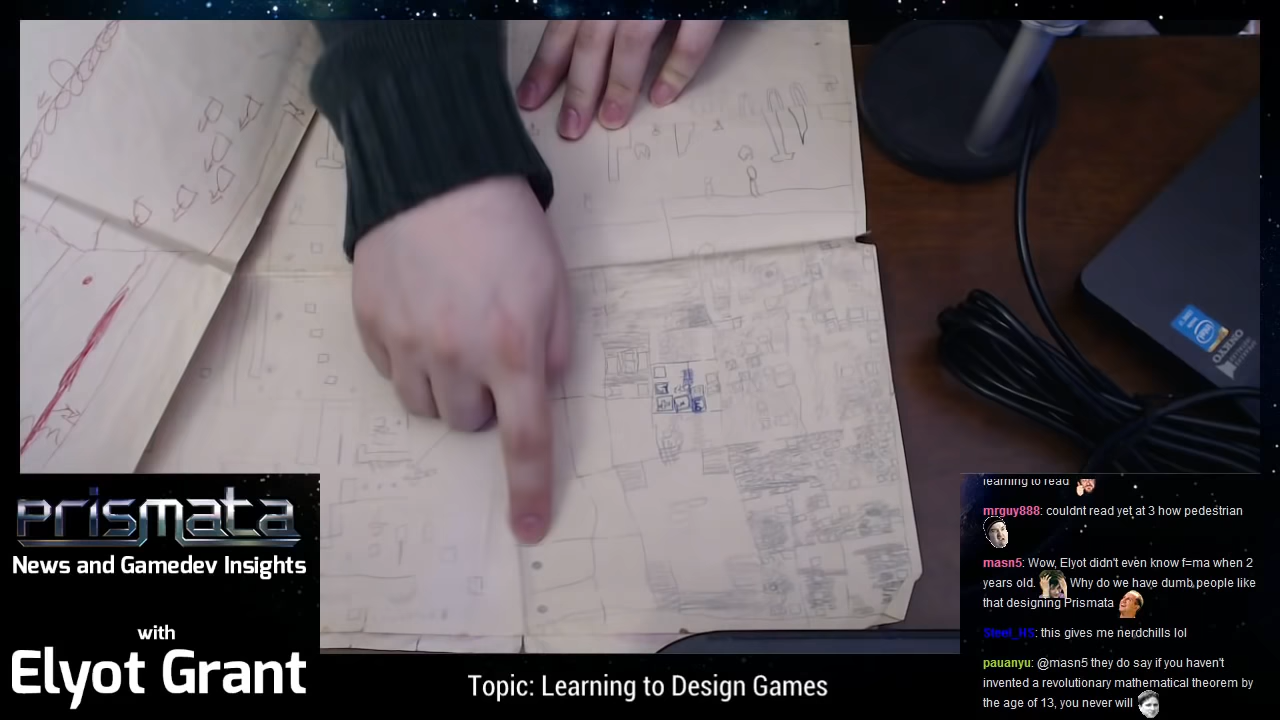 intel
ONKYO
prismata
News and Gamedev Insights
with
Elyot Grant
Topic: Learning to Design Games
learning to read
mrguy888: couldnt read yet at 3 how pedestrian
masn5: Wow, Elyot didn't even know f=ma when 2
years old. Why do we have dumb people like
that designing Prismata
Steel_HS: this gives me nerdchills lol
pauanyu: @masn5 they do say if you haven't
invented a revolutionary mathematical theorem by
the age of 13, you never will